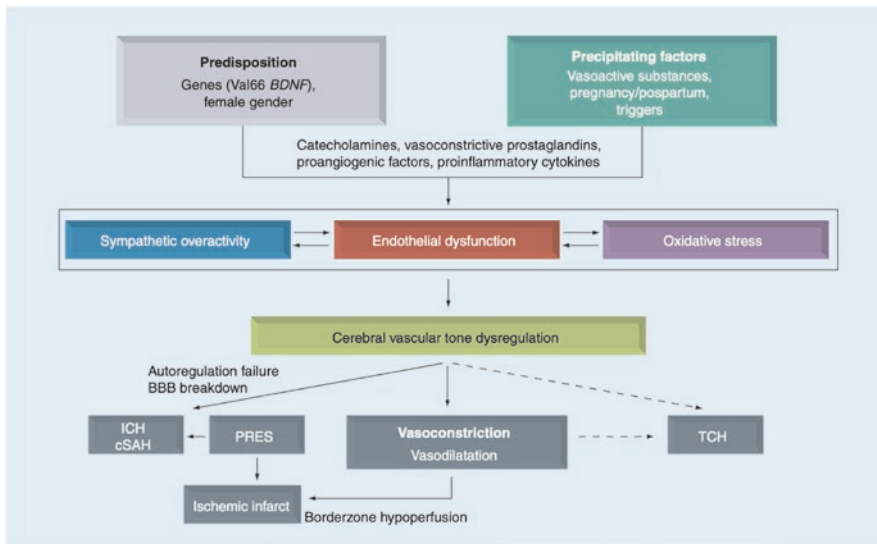 Predisposition
Genes (Val66 BDNF),
female gender
Precipitating factors
Vasoactive substances,
pregnancy/pospartum,
triggers
Catecholamines, vasoconstrictive prostaglandins,
proangiogenic factors, proinflammatory cytokines
Sympathetic overactivity
Endothelial dysfunction
Oxidative stress
Cerebral vascular tone dysregulation
Autoregulation failure
BBB breakdown
ICH
cSAH
PRES
Vasoconstriction
Vasodilatation
TCH
Ischemic infarct
Borderzone hypoperfusion